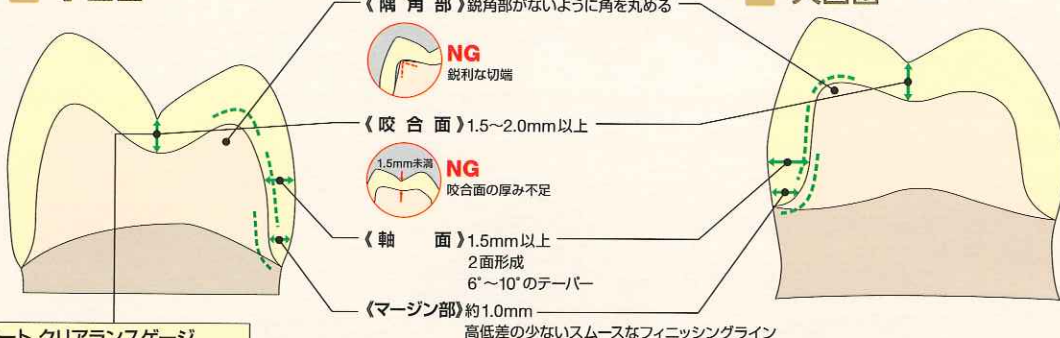 《隅角部》鋭角部がないように角を丸める
NG
鋭利な切端
《咬合面》1.5〜2.0mm以上
1.5mm未満
NG
咬合面の厚み不足
《軸面》1.5mm以上
2面形成
6°〜10°のテーパー
《マージン部》約1.0mm
高低差の少ないスムースなフィニッシングライン
ート クリアランスゲージ